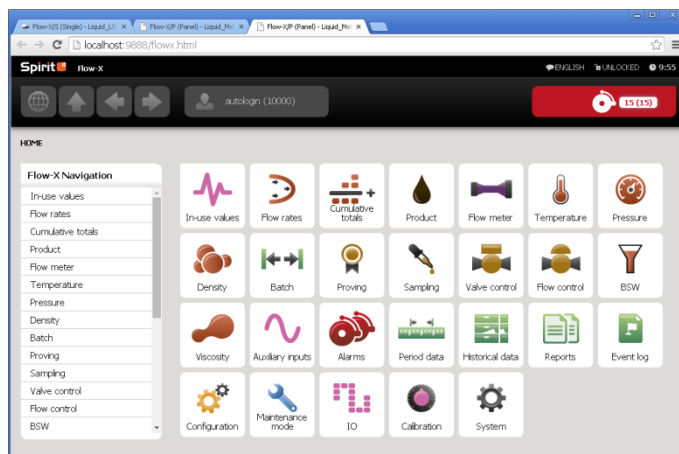 Flow-X/S (Single) - Liquid_US
Flow-X/P (Panel) - Liquid_Me
Flow-X/P (Panel) - Liquid_Me
localhost:9888/flowx.html
Spirit Flow-X
ENGLISH UNLOCKED 9:55
autologin (10000)
15 (15)
HOME
Flow-X Navigation
In-use values
Flow rates
Cumulative totals
Product
Flow meter
Temperature
Pressure
Density
Batch
Proving
Sampling
Valve control
Flow control
BSW
In-use values
Flow rates
Cumulative
totals
Product
Flow meter
Temperature
Pressure
Density
Batch
Proving
Sampling
Valve control
Flow control
BSW
Viscosity
Auxiliary inputs
Alarms
Period data
Historical data
Reports
Event log
Configuration
Maintenance
mode
IO
Calibration
System